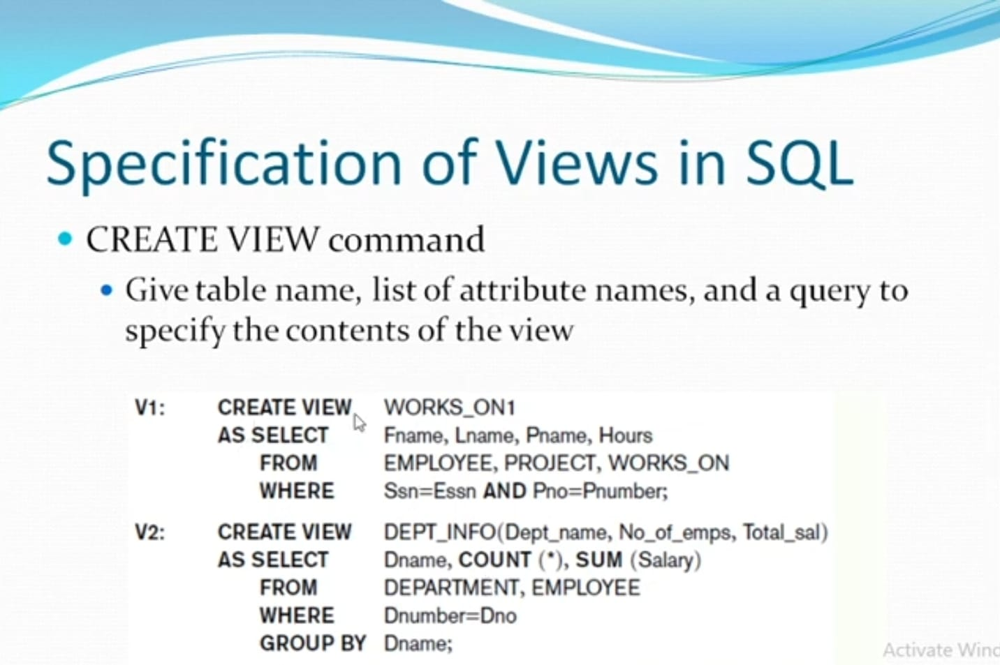 Specification of Views in SQL
• CREATE VIEW command
• Give table name, list of attribute names, and a query to
specify the contents of the view
V1: CREATE VIEW WORKS_ON1
AS SELECT Fname, Lname, Pname, Hours
FROM EMPLOYEE, PROJECT, WORKS_ON
WHERE Ssn=Essn AND Pno=Pnumber;
V2: CREATE VIEW DEPT_INFO(Dept_name, No_of_emps, Total_sal)
AS SELECT Dname, COUNT (*), SUM (Salary)
FROM DEPARTMENT, EMPLOYEE
WHERE Dnumber=Dno
GROUP BY Dname;
Activate Wind